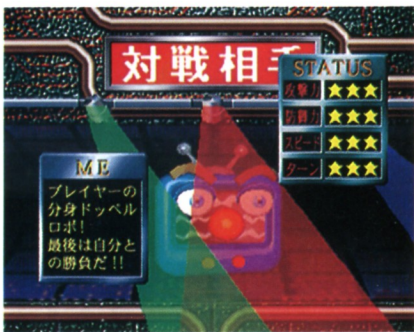 対戦相手
STATUS
攻撃力
防御力
スピード
ターン
ME
プレイヤーの
分身ドッペル
ロボ!
最後は自分と
の勝負だ!!